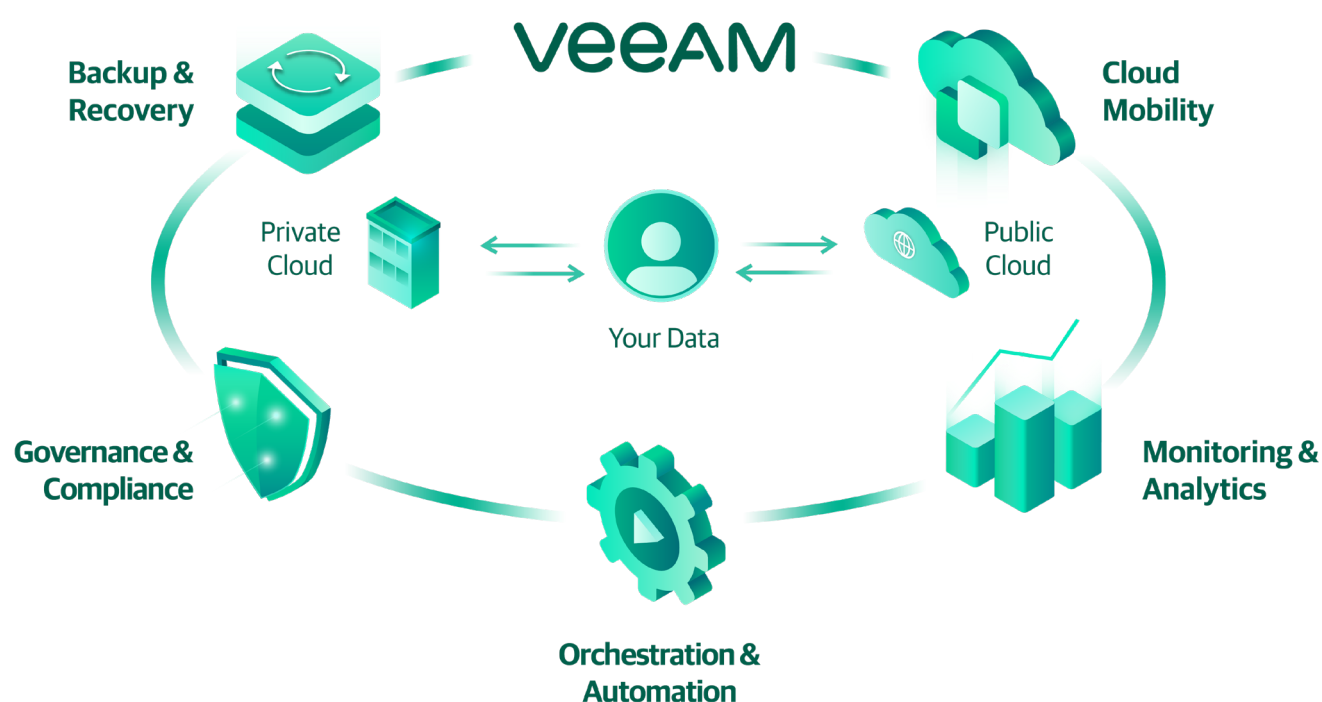 VEEAM
Backup &
Recovery
Cloud
Mobility
Private
Cloud
Public
Cloud
Your Data
Governance &
Compliance
Monitoring &
Analytics
Orchestration &
Automation